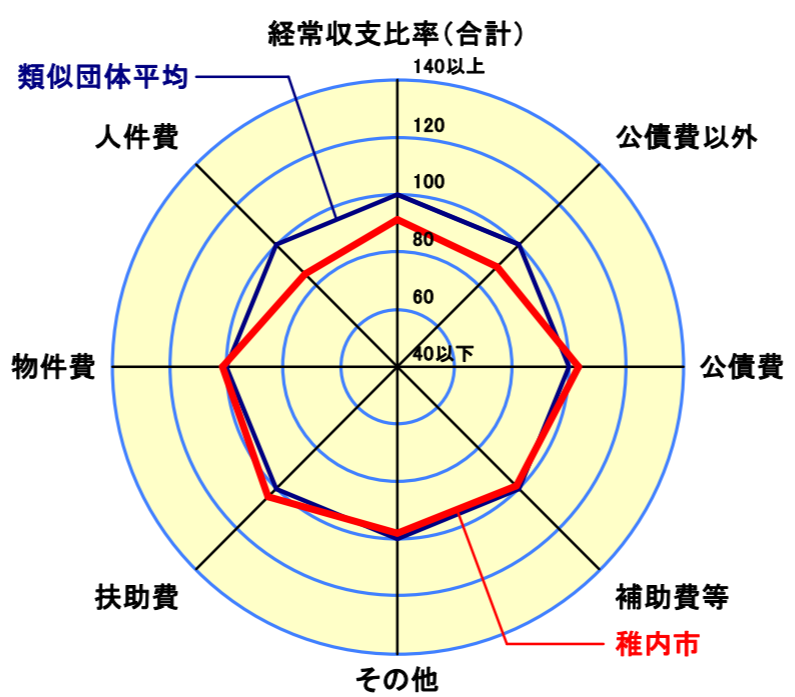 経常収支比率(合計)
140以上
類似団体平均
人件費
公債費以外
120
100
80
60
40以下
物件費
公債費
扶助費
補助費等
稚内市
その他